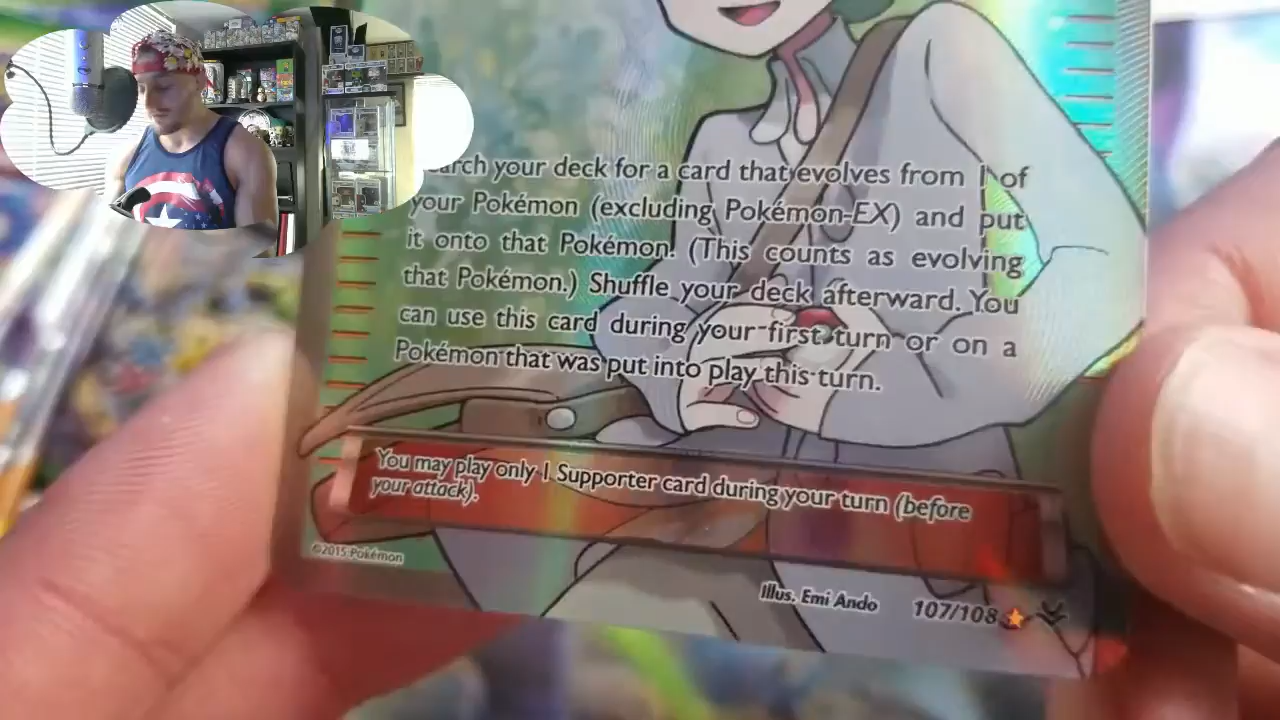 your deck for a card that evolves from 1 of
your Pokémon (excluding Pokémon-EX) and put
it onto that Pokémon. (This counts as evolving
that Pokémon.) Shuffle your deck afterward. You
can use this card during your first turn or on a
Pokémon that was put into play this turn.
You may play only 1 Supporter card during your turn (before
your attack).
©2015 Pokémon
Illus. Emi Ando 107/108